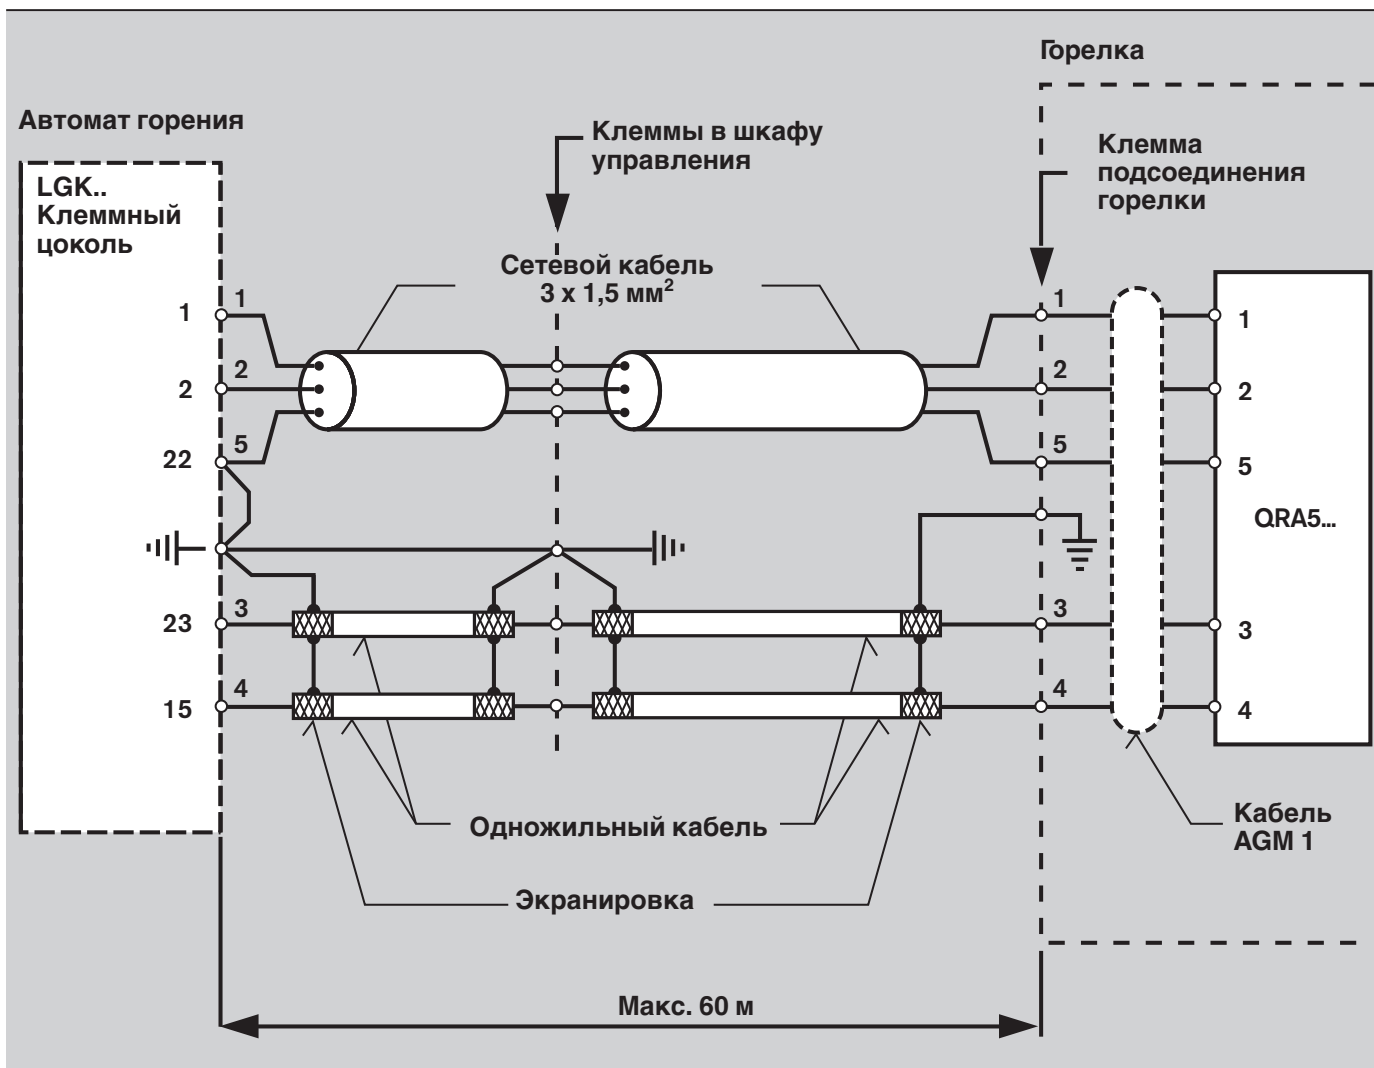 Горелка
Автомат горения
Клеммы в шкафу
управления
Клемма
подсоединения
горелки
LGK..
Клеммный
цоколь
Сетевой кабель
3 x 1,5 мм²
1
1
1
1
2
2
2
2
22
5
5
5
QRA5...
23
3
3
3
15
4
4
4
Одножильный кабель
Кабель
AGM 1
Экранировка
Макс. 60 м